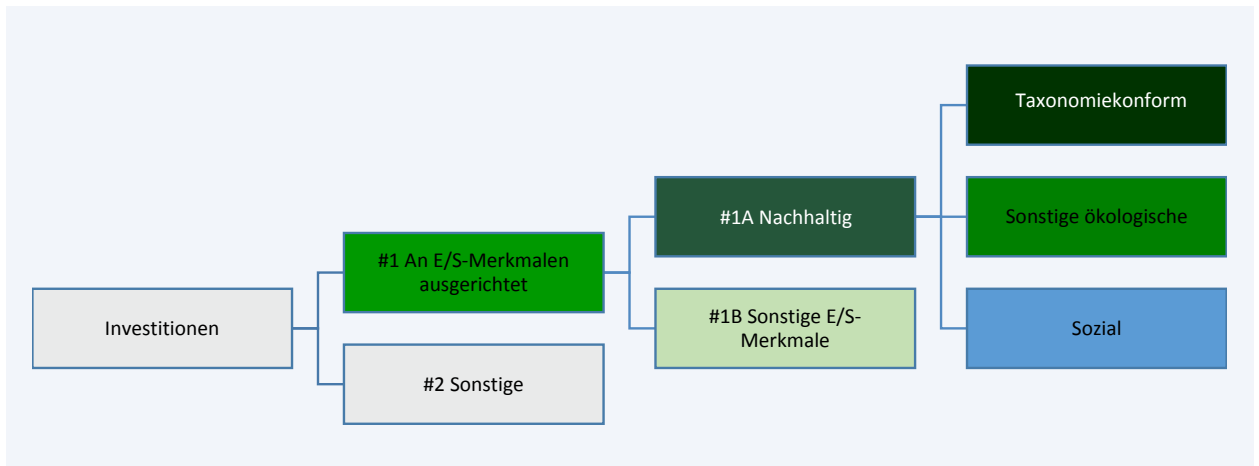 Investitionen
#1 An E/S-Merkmalen
ausgerichtet
#2 Sonstige
#1A Nachhaltig
#1B Sonstige E/S-
Merkmale
Taxonomiekonform
Sonstige ökologische
Sozial